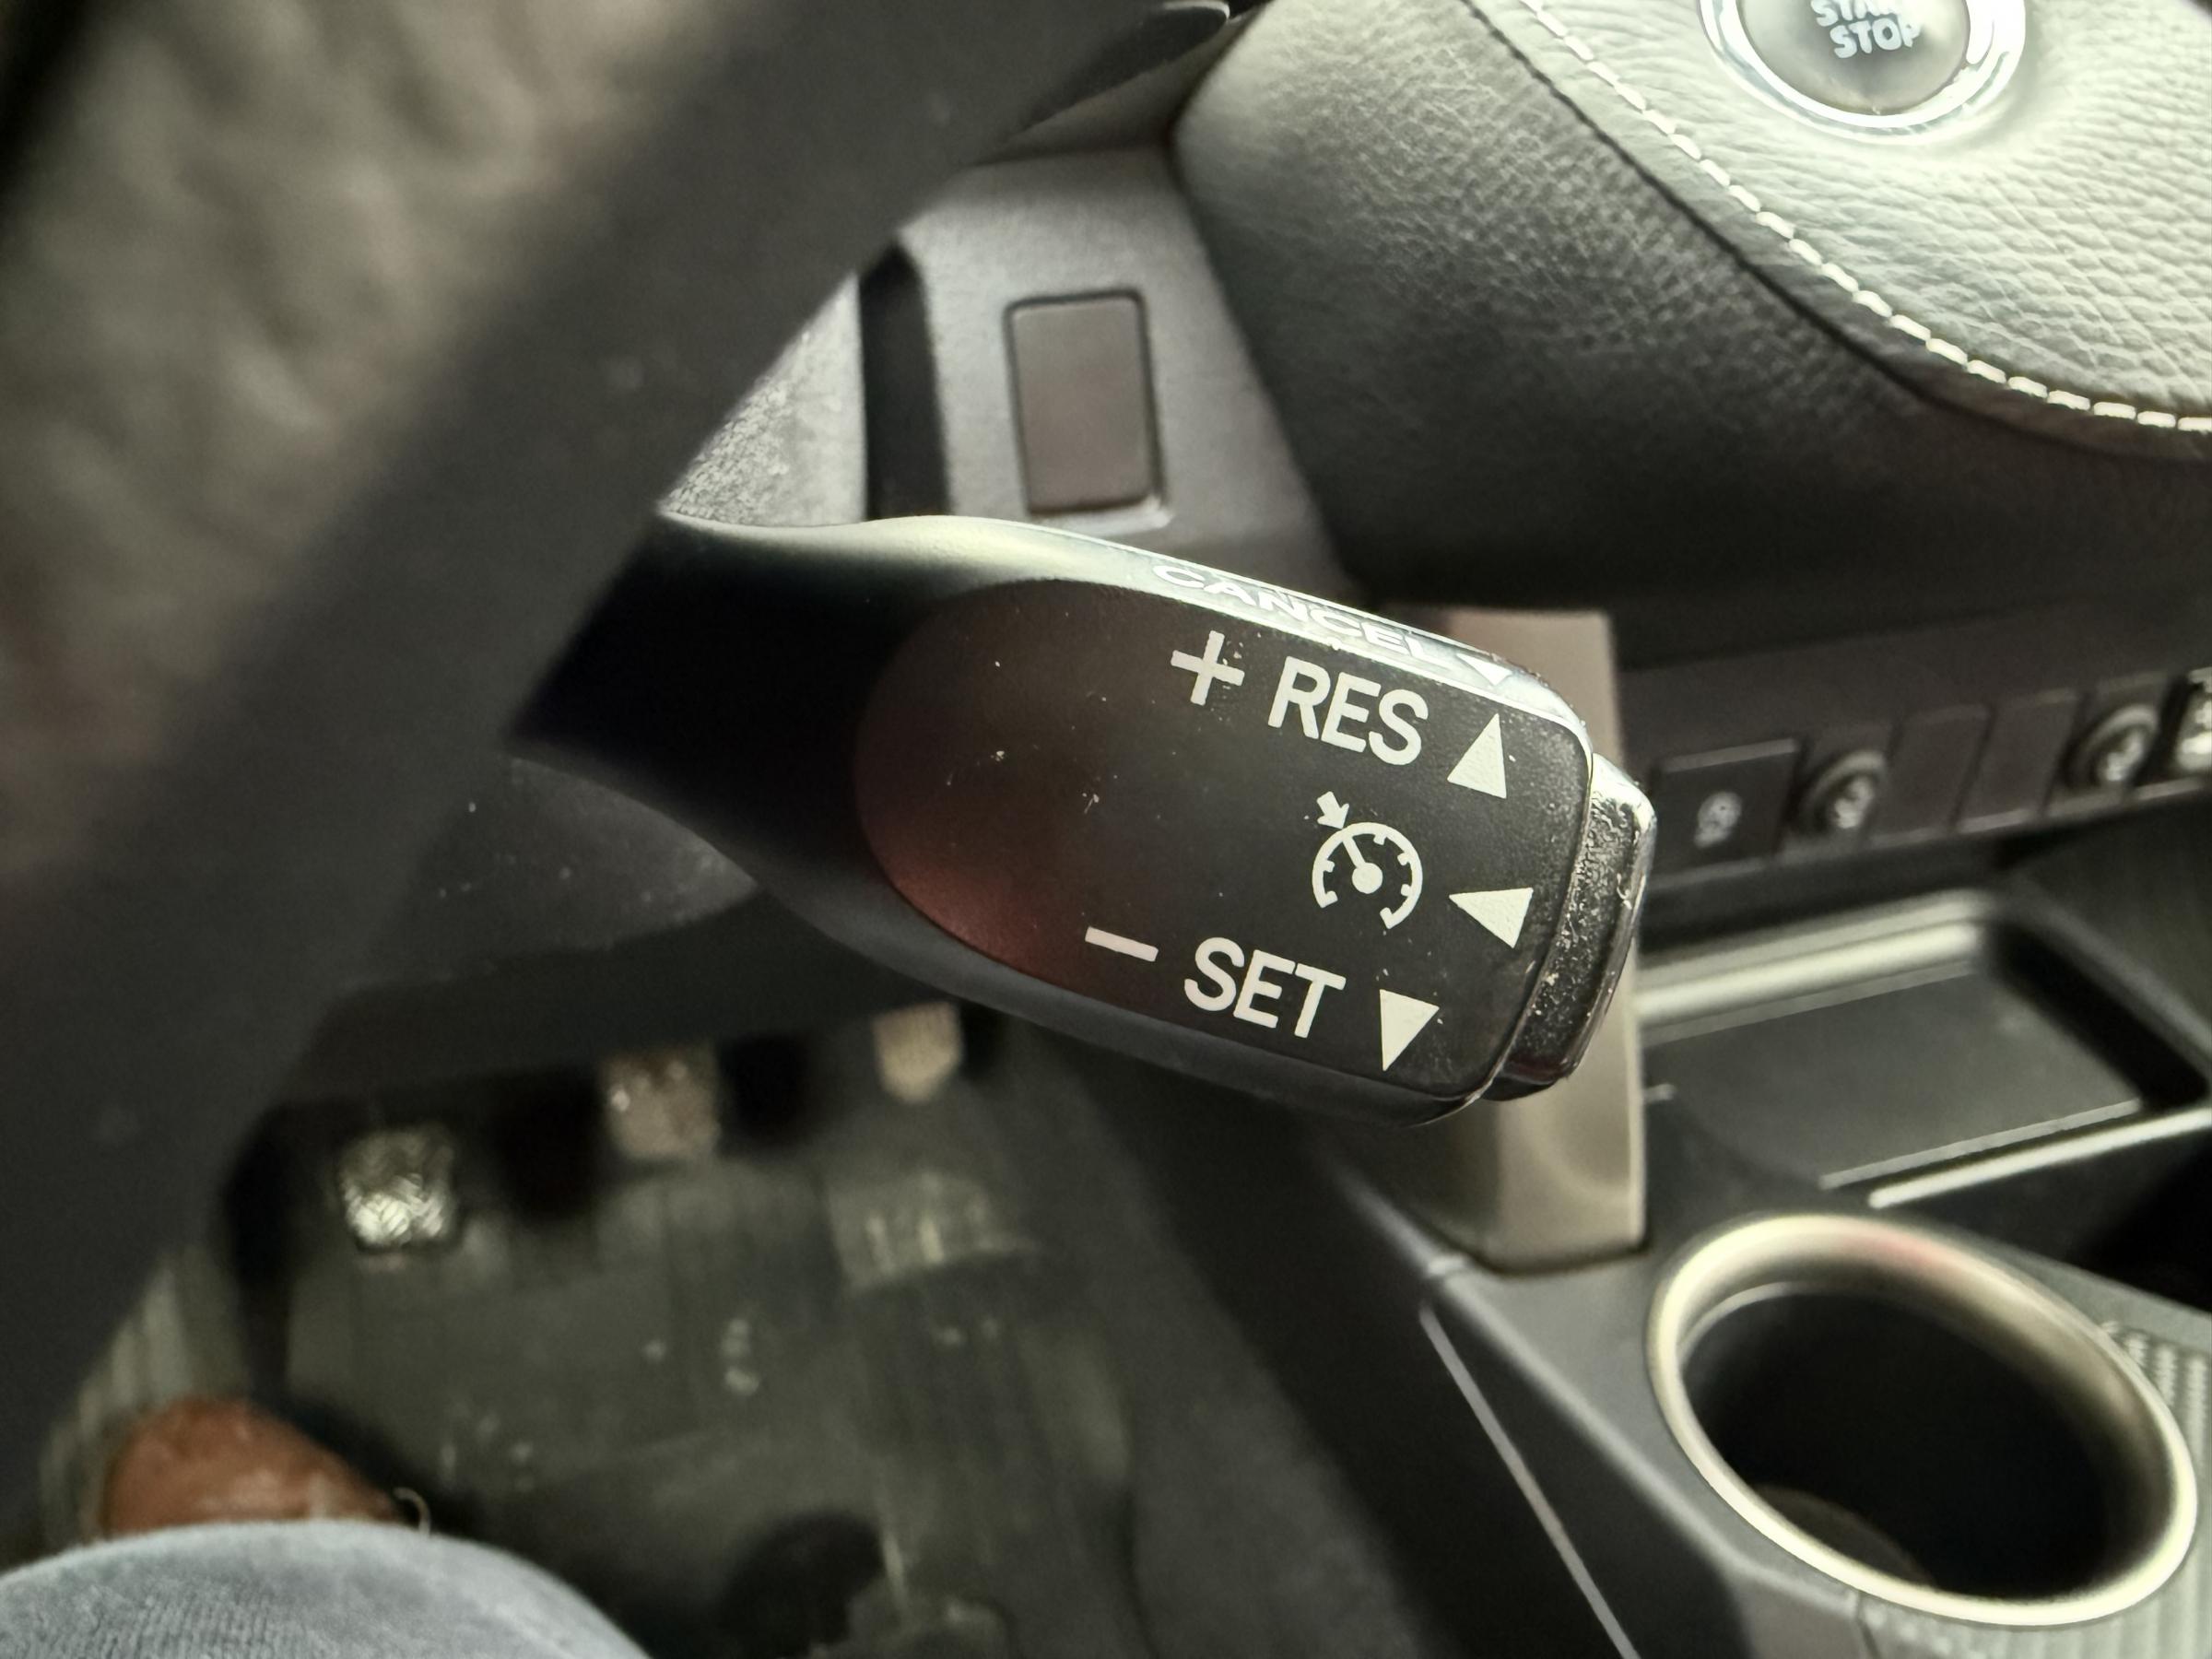 START
STOP
CANCEL
+ RES
- SET